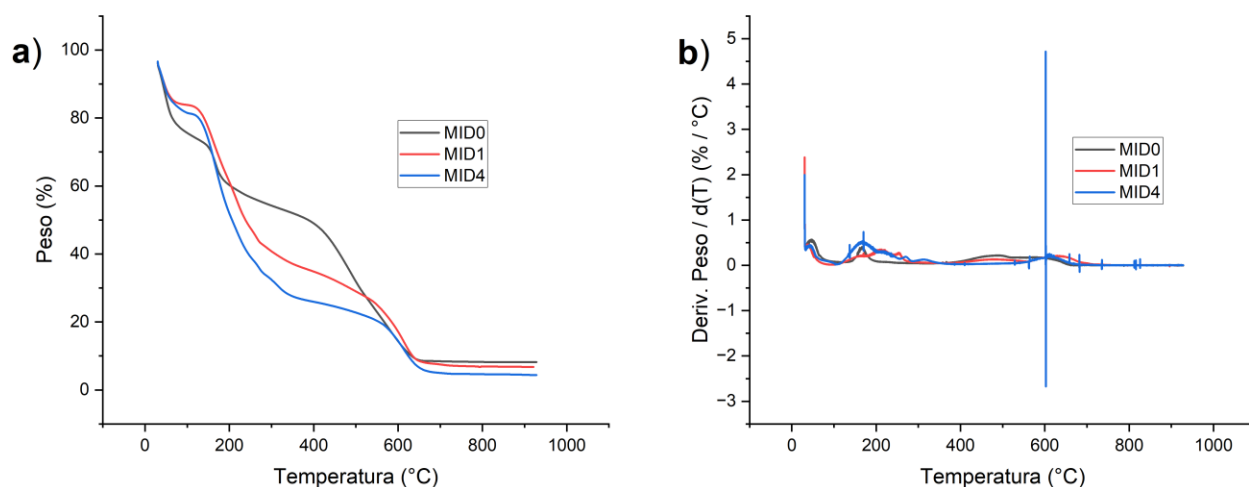 a)
Peso (%)
100
80
60
40
20
0
MID0
MID1
MID4
0 200 400 600 800 1000
Temperatura (°C)
b)
Deriv. Peso / d(T) (% / °C)
5
4
3
2
1
0
−1
−2
−3
MID0
MID1
MID4
0 200 400 600 800 1000
Temperatura (°C)